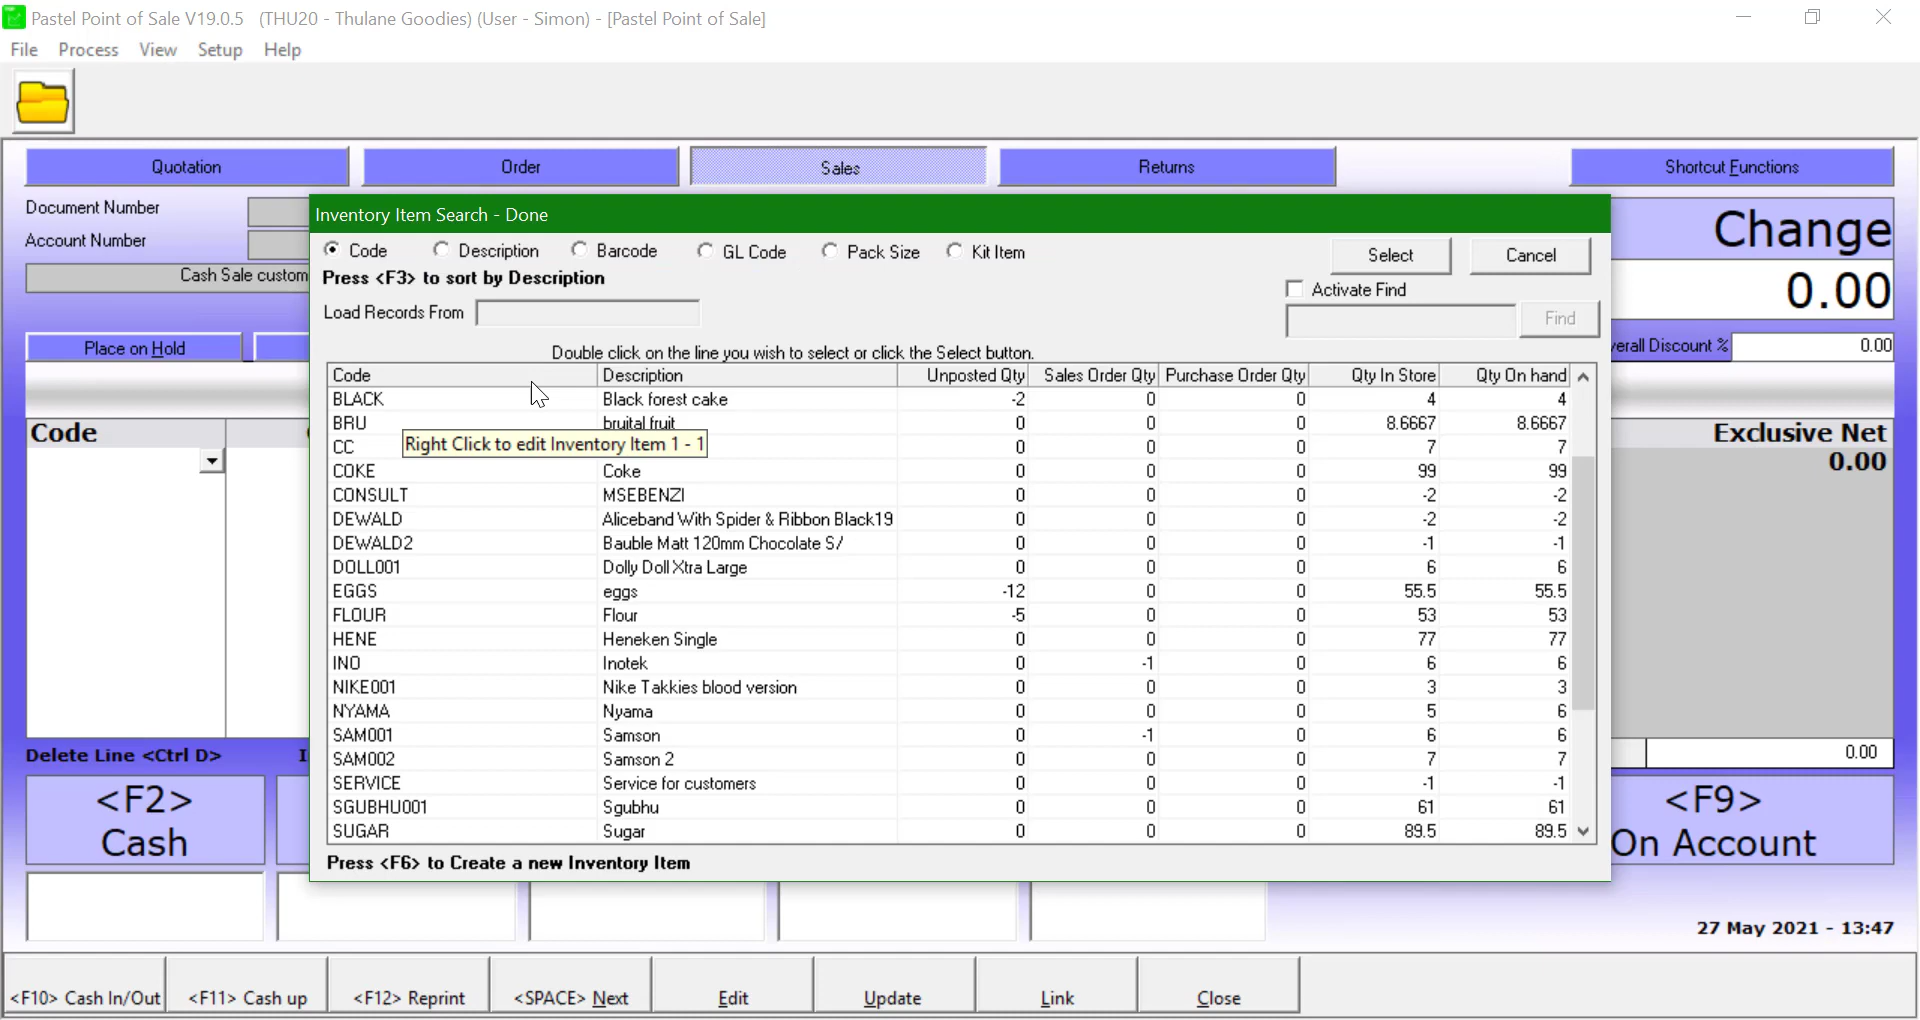 Pastel Point of Sale V19.0.5 (THU20 - Thulane Goodies) (User - Simon) - [Pastel Point of Sale]
File Process View Setup Help
Quotation Order Sales Returns Shortcut Functions
Document Number
Account Number
Cash Sale custom
Place on Hold
Change
0.00
verall Discount % 0.00
Inventory Item Search - Done
Code Description Barcode GL Code Pack Size Kit Item
Select Cancel
Press <F3> to sort by Description
Activate Find
Load Records From
Find
Double click on the line you wish to select or click the Select button.
Code Description Unposted Qty Sales Order Qty Purchase Order Qty Qty In Store Qty On hand
BLACK Black forest cake -2 0 0 4 4
BRU bruital fruit 0 0 0 8.6667 8.6667
Right Click to edit Inventory Item 1 - 1
CC 0 0 0 7 7
COKE Coke 0 0 0 99 99
CONSULT MSEBENZI 0 0 0 -2 -2
DEWALD Aliceband With Spider & Ribbon Black19 0 0 0 -2 -2
DEWALD2 Bauble Matt 120mm Chocolate S/ 0 0 0 -1 -1
DOLL001 Dolly Doll Xtra Large 0 0 0 6 6
EGGS eggs -12 0 0 55.5 55.5
FLOUR Flour -5 0 0 53 53
HENE Heneken Single 0 0 0 77 77
INO Inotek 0 -1 0 6 6
NIKE001 Nike Takkies blood version 0 0 0 3 3
NYAMA Nyama 0 0 0 5 6
SAM001 Samson 0 -1 0 6 6
SAM002 Samson 2 0 0 0 7 7
SERVICE Service for customers 0 0 0 -1 -1
SGUBHU001 Sgubhu 0 0 0 61 61
SUGAR Sugar 0 0 0 89.5 89.5
Press <F6> to Create a new Inventory Item
Code
Exclusive Net
0.00
Delete Line <Ctrl D>
0.00
<F2>
Cash
<F9>
On Account
27 May 2021 - 13:47
<F10> Cash In/Out <F11> Cash up <F12> Reprint <SPACE> Next Edit Update Link Close